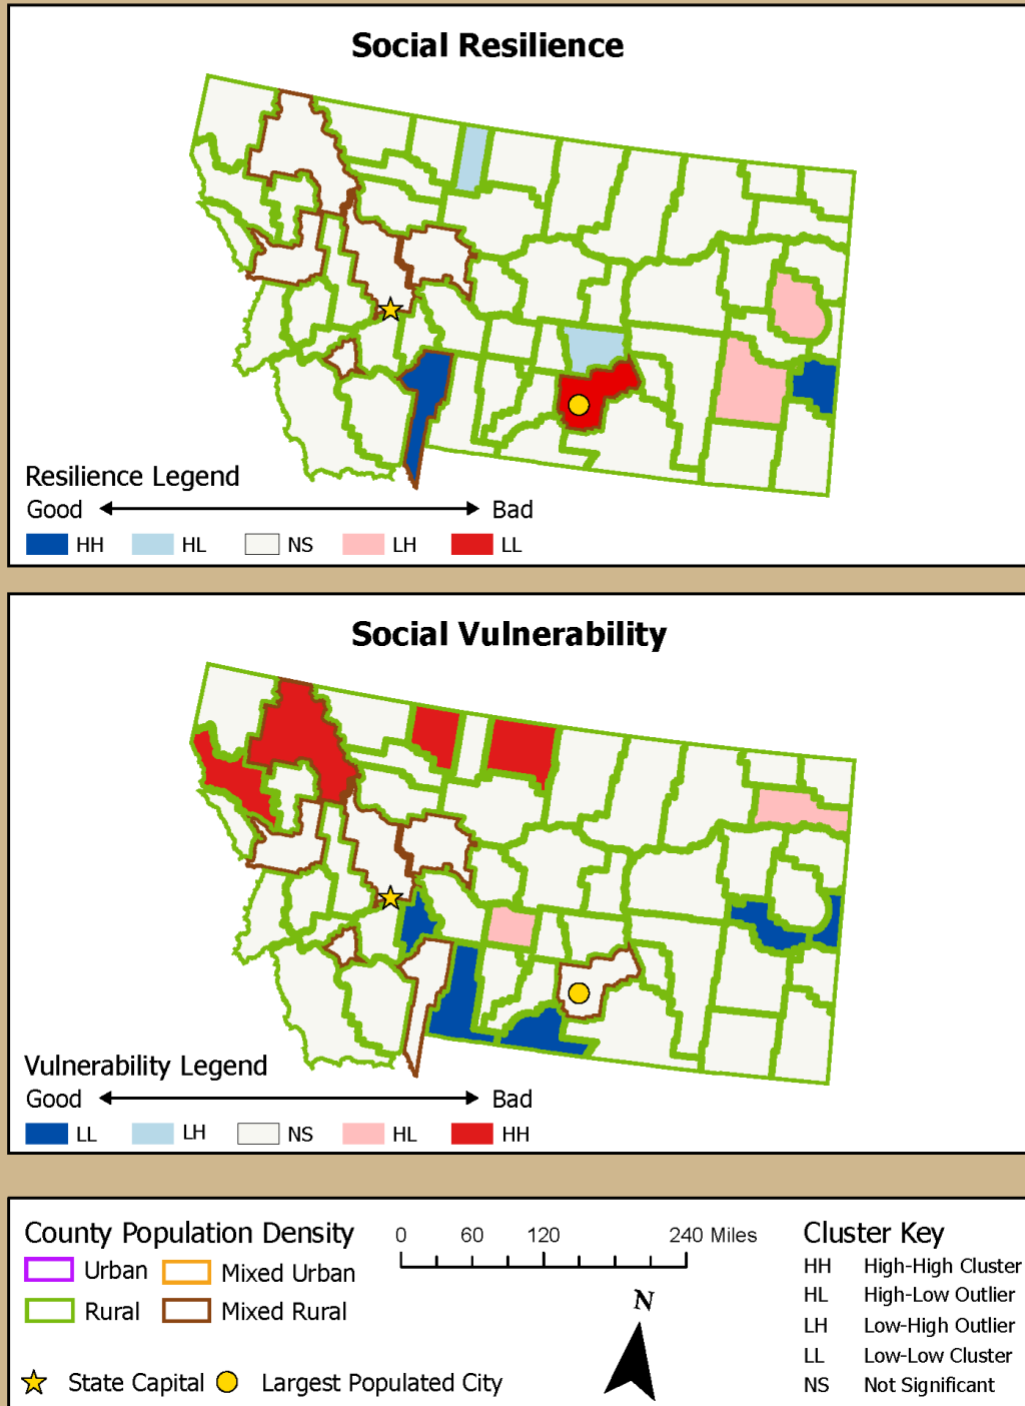 Social Resilience
Resilience Legend
Good Bad
HH HL NS LH LL
Social Vulnerability
Vulnerability Legend
Good Bad
LL LH NS HL HH
County Population Density
Urban Mixed Urban
Rural Mixed Rural
State Capital Largest Populated City
0 60 120 240 Miles
N
Cluster Key
HH High-High Cluster
HL High-Low Outlier
LH Low-High Outlier
LL Low-Low Cluster
NS Not Significant